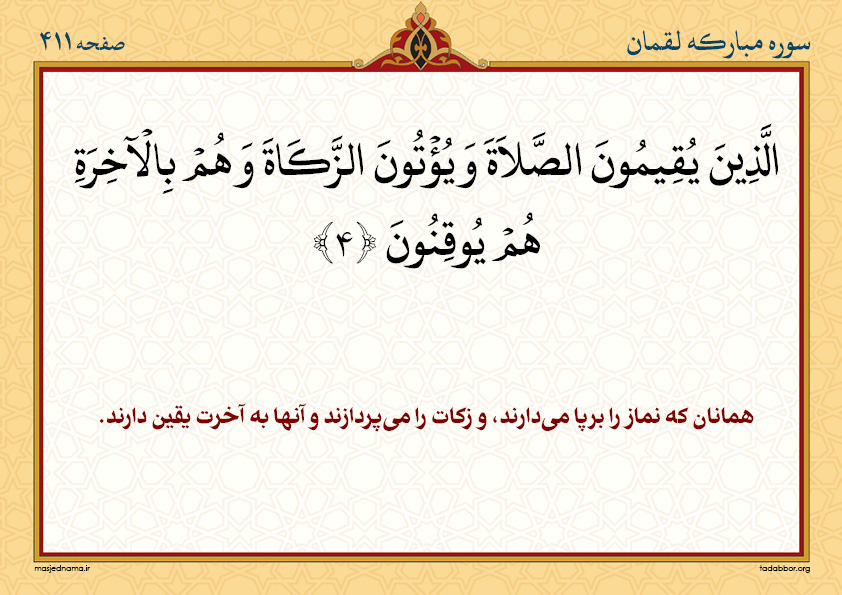 سوره مبارکه لقمان
صفحه ۴۱۱
الَّذِينَ يُقِيمُونَ الصَّلاَةَ وَ يُؤْتُونَ الزَّكَاةَ وَ هُمْ بِالْآخِرَةِ
هُمْ يُوقِنُونَ ﴿۴﴾
همانان که نماز را برپا می‌دارند، و زکات را می‌پردازند و آنها به آخرت یقین دارند.
masjednama.ir
tadabbor.org